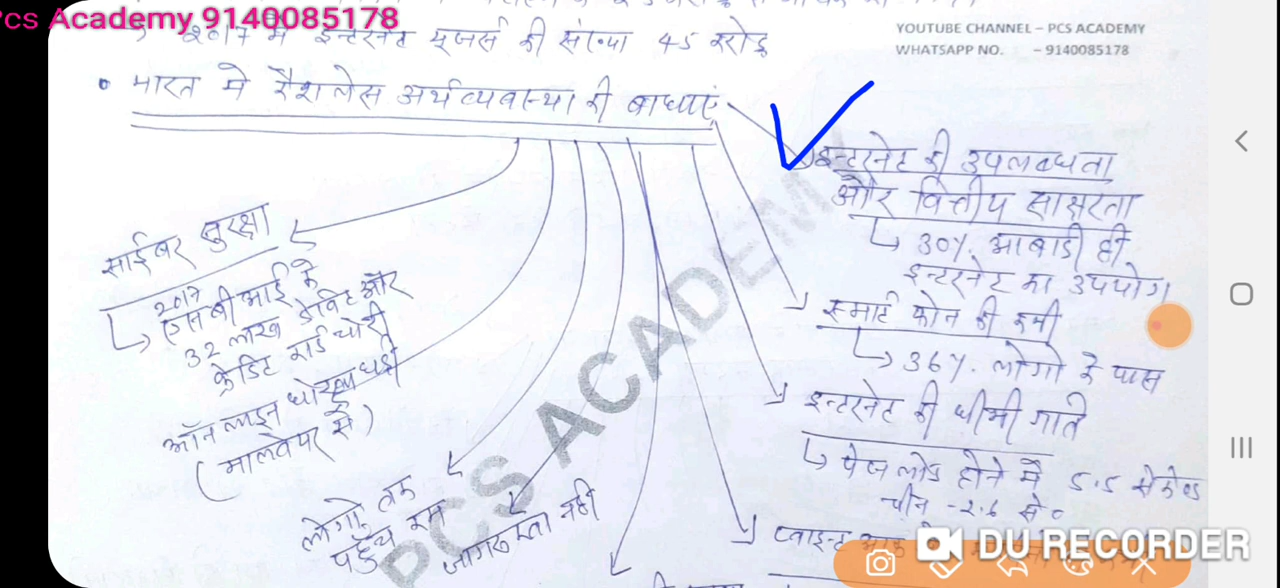 Pcs Academy 9140085178
YOUTUBE CHANNEL – PCS ACADEMY
WHATSAPP NO. - 9140085178
2017 में इन्टरनेट यूजर्स की संख्या 45 करोड़
• भारत मे कैशलेस अर्थव्यवस्था की बाधाएं
इन्टरनेट की उपलब्धता
और वित्तीय साक्षरता
30% आबादी ही
इन्टरनेट का उपयोग
स्मार्ट फोन की कमी
36% लोगो के पास
इन्टरनेट की धीमी गति
पेज लोड होने मे 5.5 सेकेण्ड
चीन - 2.6 से०
प्वाइन्ट आफ
साईबर सुरक्षा
2017
एसबीआई के
32 लाख डेबिट और
क्रेडिट कार्ड चोरी
ऑनलाइन धोखाधड़ी
(मालवेयर से)
लोगो तक
पहुँच कम
जागरूकता नही
PCS ACADEMY
DU RECORDER